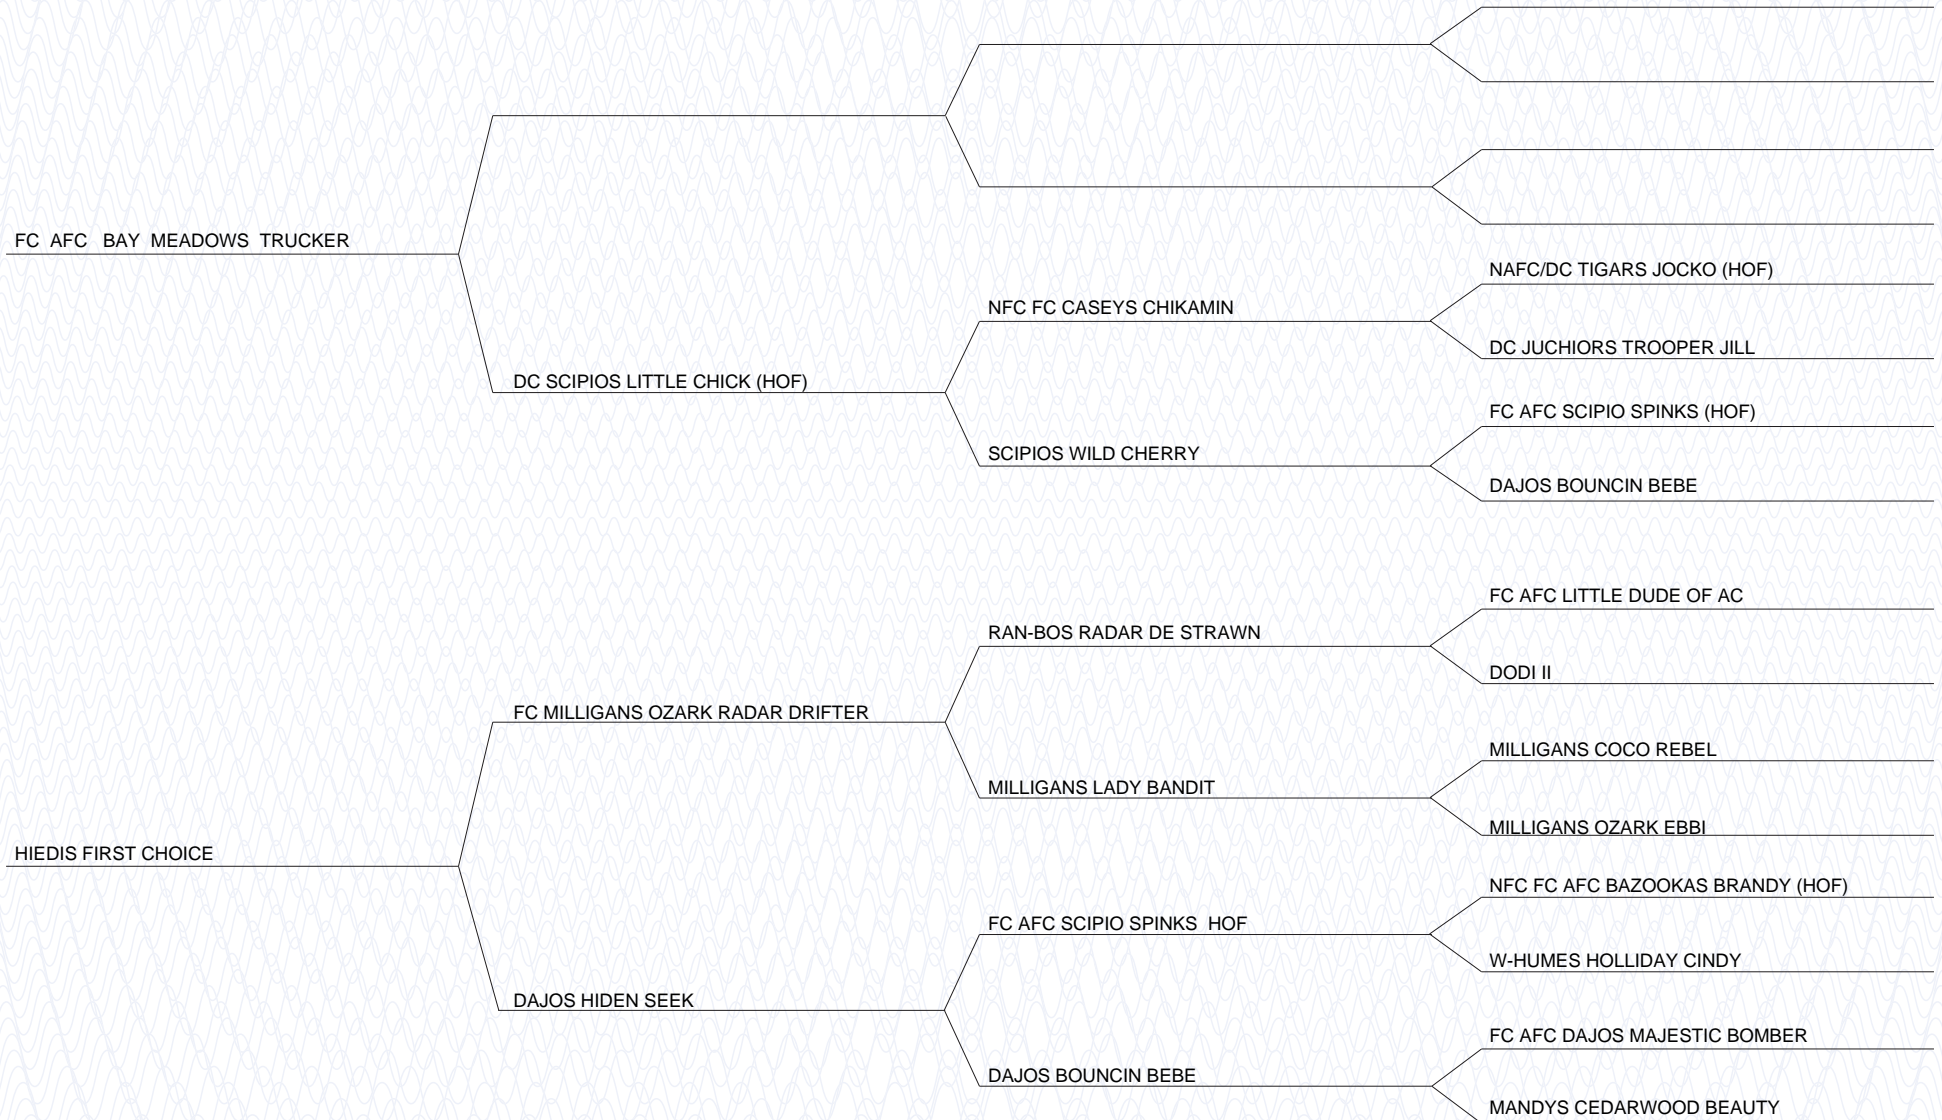 FC AFC BAY MEADOWS TRUCKER
NAFC/DC TIGARS JOCKO (HOF)
NFC FC CASEYS CHIKAMIN
DC JUCHIORS TROOPER JILL
DC SCIPIOS LITTLE CHICK (HOF)
FC AFC SCIPIO SPINKS (HOF)
SCIPIOS WILD CHERRY
DAJOS BOUNCIN BEBE
FC AFC LITTLE DUDE OF AC
RAN-BOS RADAR DE STRAWN
DODI II
FC MILLIGANS OZARK RADAR DRIFTER
MILLIGANS COCO REBEL
MILLIGANS LADY BANDIT
MILLIGANS OZARK EBBI
HIEDIS FIRST CHOICE
NFC FC AFC BAZOOKAS BRANDY (HOF)
FC AFC SCIPIO SPINKS HOF
W-HUMES HOLLIDAY CINDY
DAJOS HIDEN SEEK
FC AFC DAJOS MAJESTIC BOMBER
DAJOS BOUNCIN BEBE
MANDYS CEDARWOOD BEAUTY